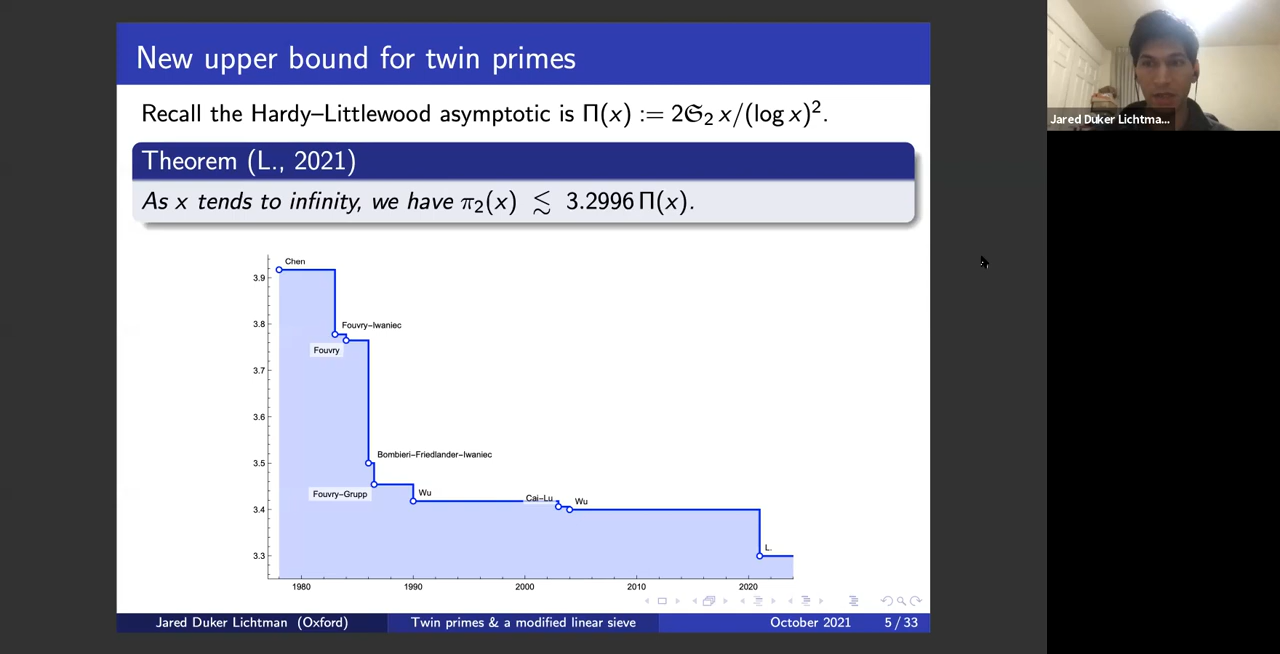 New upper bound for twin primes
Jared Duker Lichtma...
Recall the Hardy–Littlewood asymptotic is Π(x) := 2𝔖₂ x/(log x)².
Theorem (L., 2021)
As x tends to infinity, we have π₂(x) ≲ 3.2996 Π(x).
Chen
3.9
3.8
Fouvry–Iwaniec
Fouvry
3.7
3.6
3.5
Bombieri–Friedlander–Iwaniec
Fouvry–Grupp
Wu
Cai–Lu
Wu
3.4
L.
3.3
1980 1990 2000 2010 2020
Jared Duker Lichtman (Oxford) Twin primes & a modified linear sieve October 2021 5 / 33